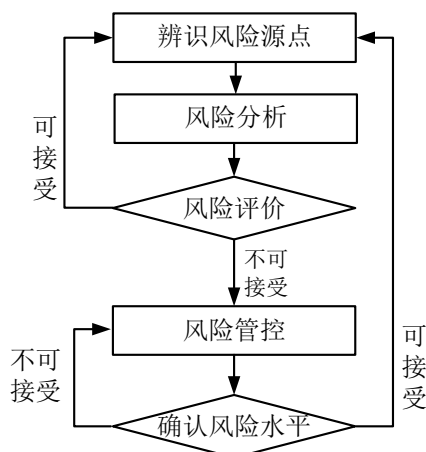 辨识风险源点
风险分析
可
接
受
风险评价
不可
接受
风险管控
不可
接受
可
接
受
确认风险水平